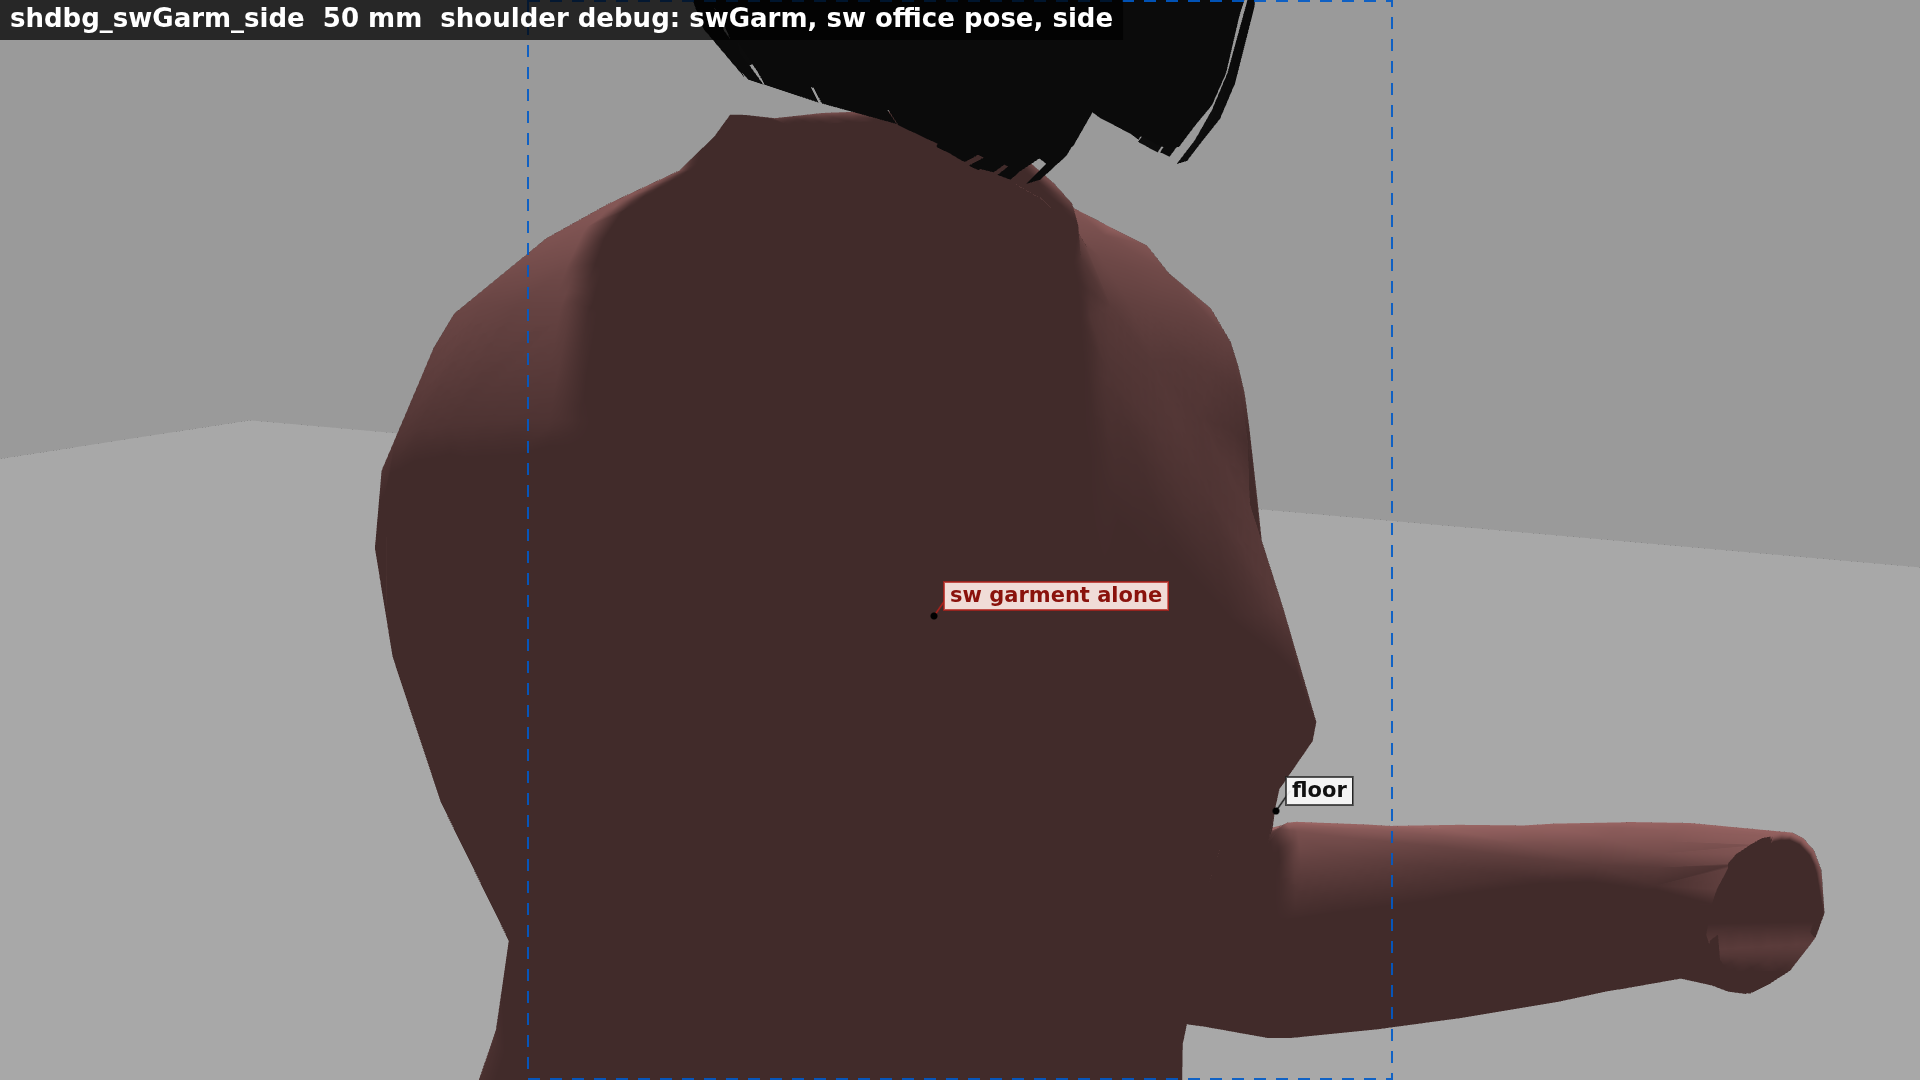 shdbg_swGarm_side  50 mm  shoulder debug: swGarm, sw office pose, side
sw garment alone
floor